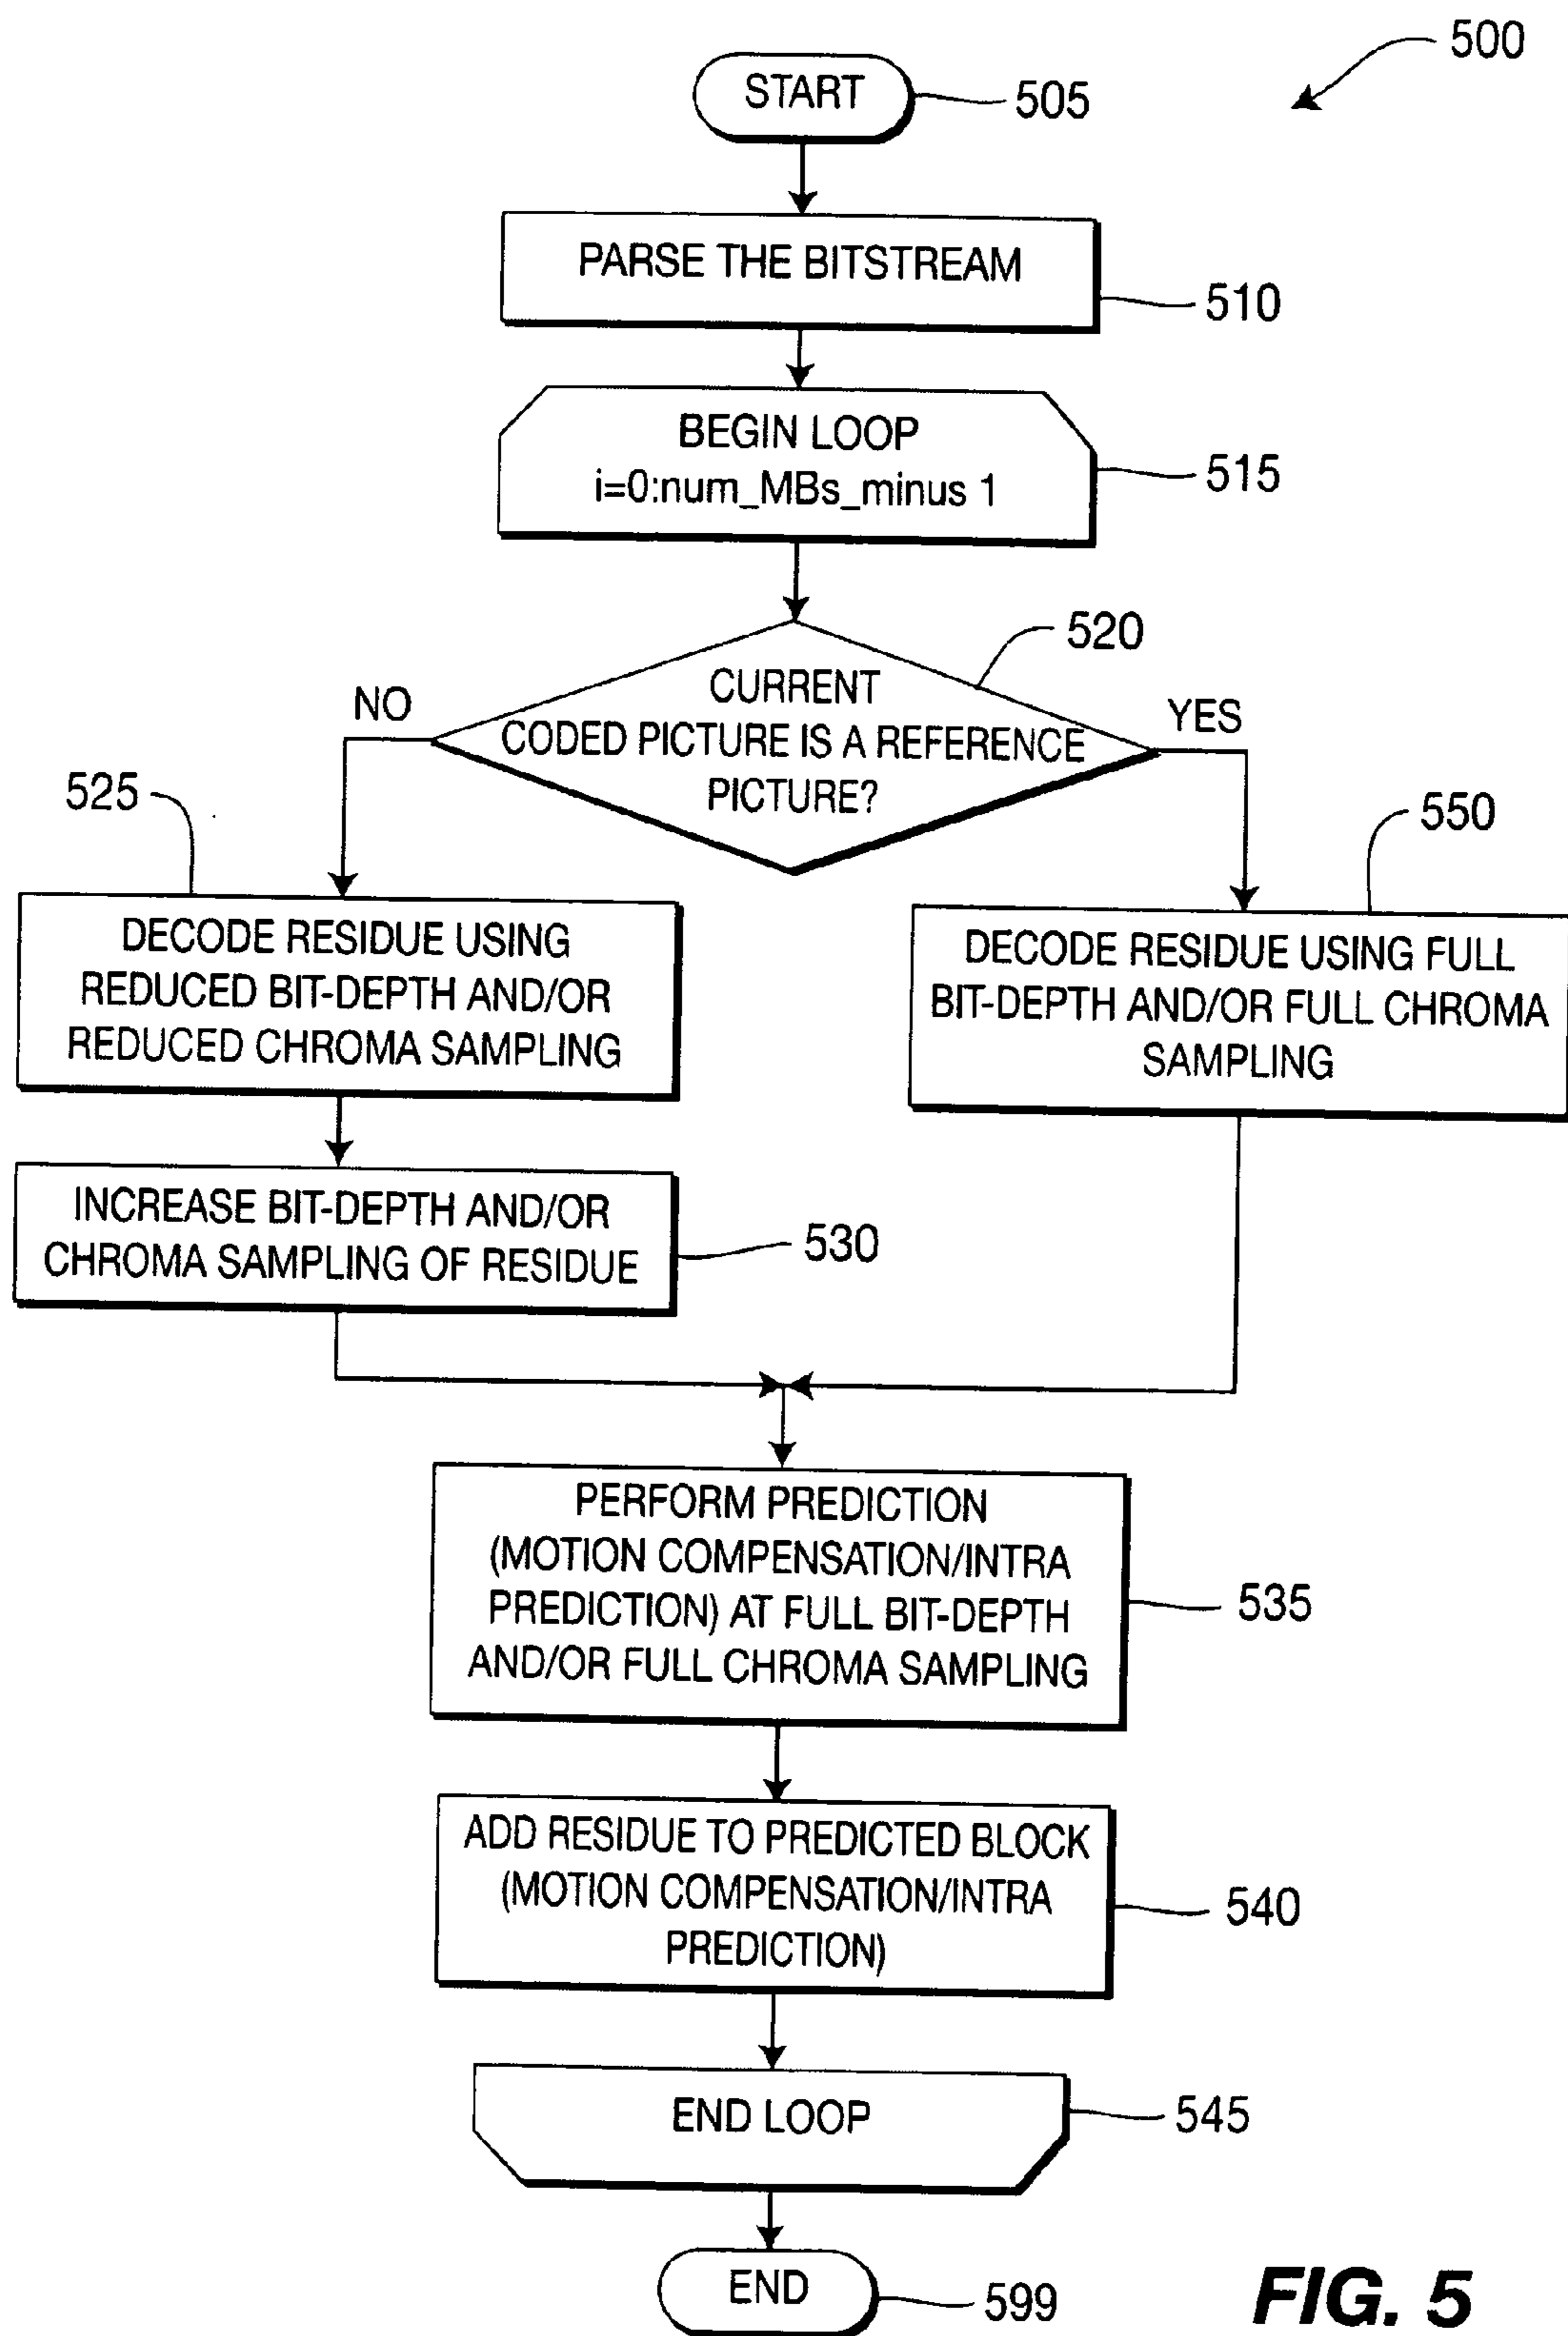 500
START
505
PARSE THE BITSTREAM
510
BEGIN LOOP
i=0:num_MBs_minus 1
515
520
CURRENT
CODED PICTURE IS A REFERENCE
PICTURE?
NO
YES
525
550
DECODE RESIDUE USING
REDUCED BIT-DEPTH AND/OR
REDUCED CHROMA SAMPLING
DECODE RESIDUE USING FULL
BIT-DEPTH AND/OR FULL CHROMA
SAMPLING
INCREASE BIT-DEPTH AND/OR
CHROMA SAMPLING OF RESIDUE
530
PERFORM PREDICTION
(MOTION COMPENSATION/INTRA
PREDICTION) AT FULL BIT-DEPTH
AND/OR FULL CHROMA SAMPLING
535
ADD RESIDUE TO PREDICTED BLOCK
(MOTION COMPENSATION/INTRA
PREDICTION)
540
END LOOP
545
END
599
FIG. 5